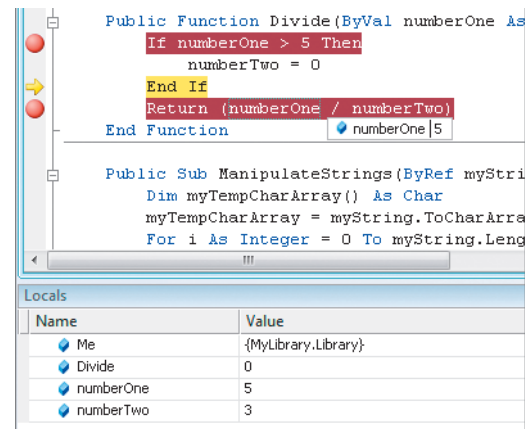 Public Function Divide(ByVal numberOne As
If numberOne > 5 Then
numberTwo = 0
End If
Return (numberOne / numberTwo)
End Function
numberOne 5
Public Sub ManipulateStrings(ByRef myStri
Dim myTempCharArray() As Char
myTempCharArray = myString.ToCharArra
For i As Integer = 0 To myString.Leng
Locals
Name Value
Me {MyLibrary.Library}
Divide 0
numberOne 5
numberTwo 3